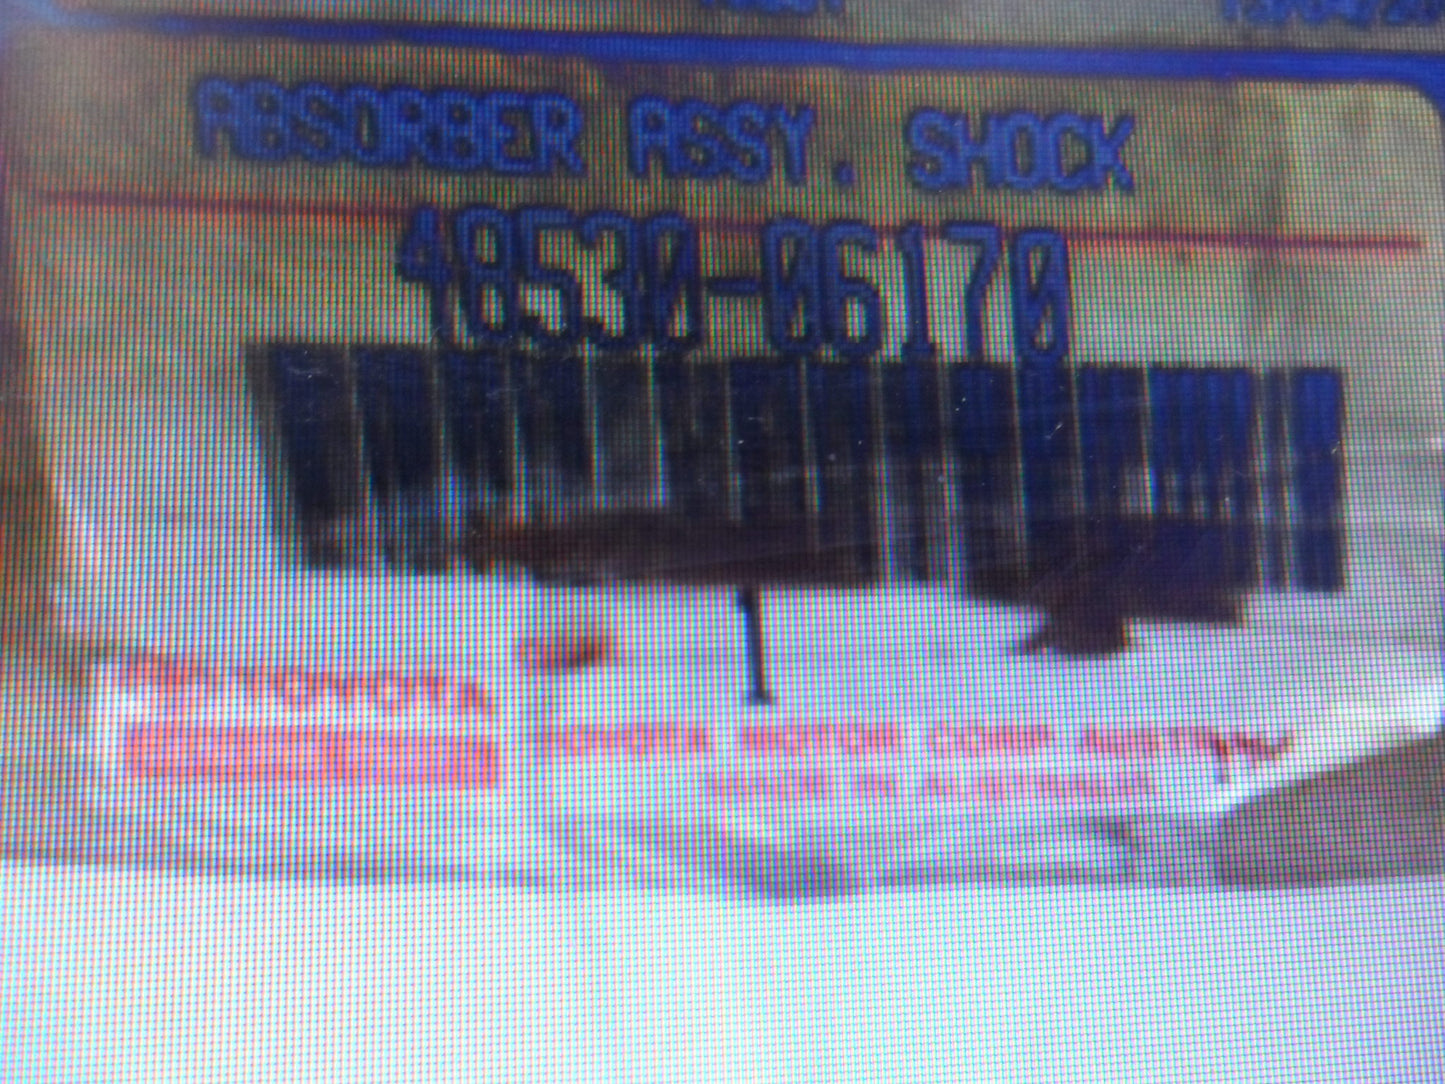 ABSORBER ASSY. SHOCK
48530-06170
TOYOTA
TOYOTA MOTOR CORP. AUST.
MADE IN AUSTRALIA